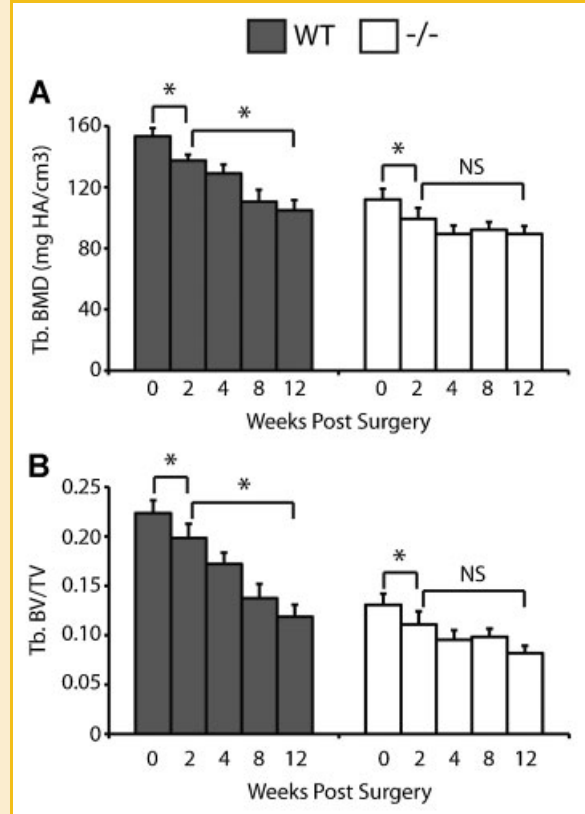 WT -/-
A
* * * NS
160
120
80
40
0
Tb. BMD (mg HA/cm3)
0 2 4 8 12 0 2 4 8 12
Weeks Post Surgery
B
* * * NS
0.25
0.20
0.15
0.10
0.05
0
Tb. BV/TV
0 2 4 8 12 0 2 4 8 12
Weeks Post Surgery